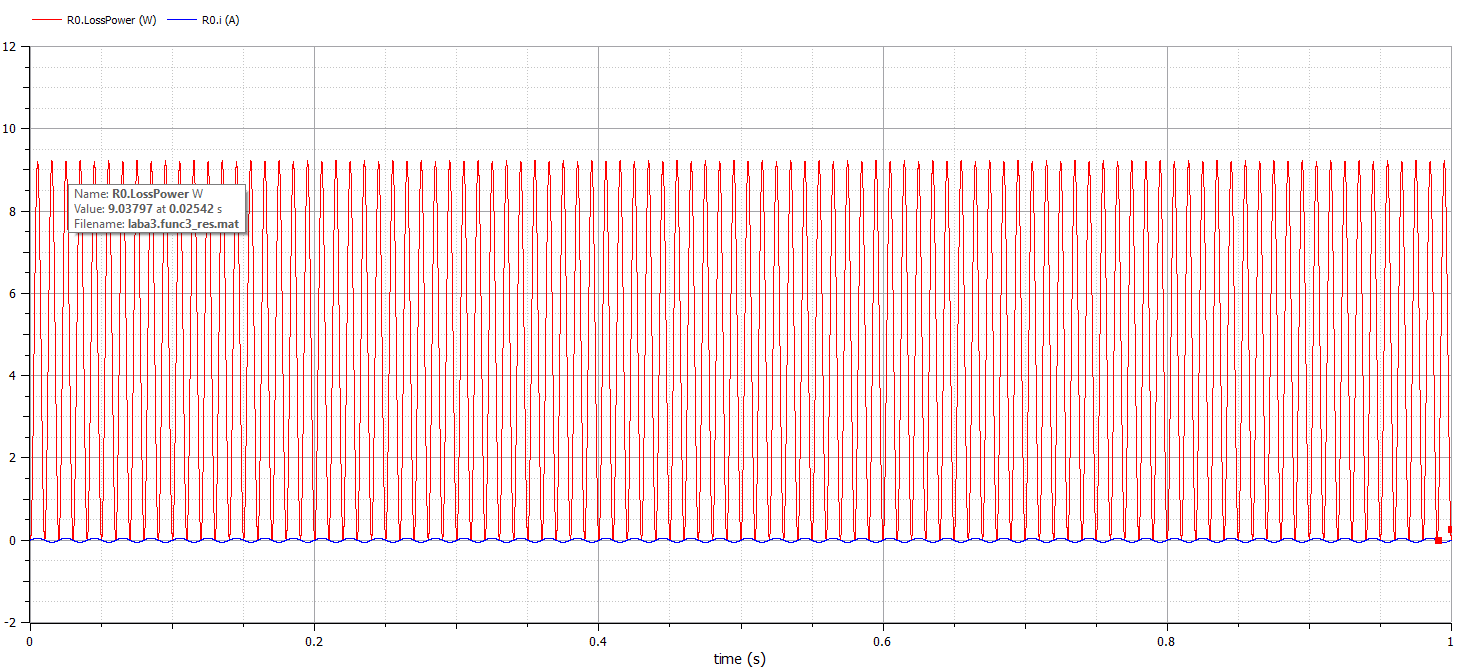 R0.LossPower (W) R0.i (A)
12
10
Name: R0.LossPower W
Value: 9.03797 at 0.02542 s
Filename: laba3.func3_res.mat
8
6
4
2
0
-2
0 0.2 0.4 0.6 0.8 1
time (s)